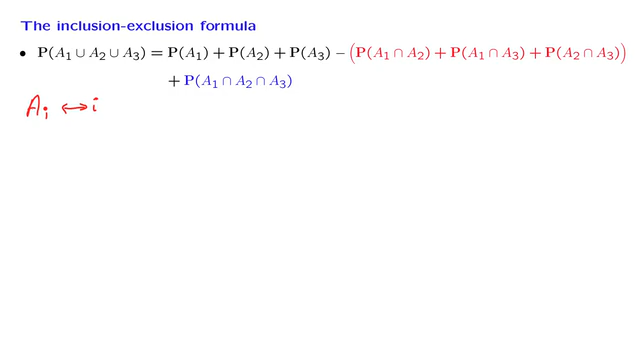 The inclusion-exclusion formula
• P(A₁ ∪ A₂ ∪ A₃) = P(A₁) + P(A₂) + P(A₃) − (P(A₁ ∩ A₂) + P(A₁ ∩ A₃) + P(A₂ ∩ A₃))
+ P(A₁ ∩ A₂ ∩ A₃)
Aᵢ ↔ i